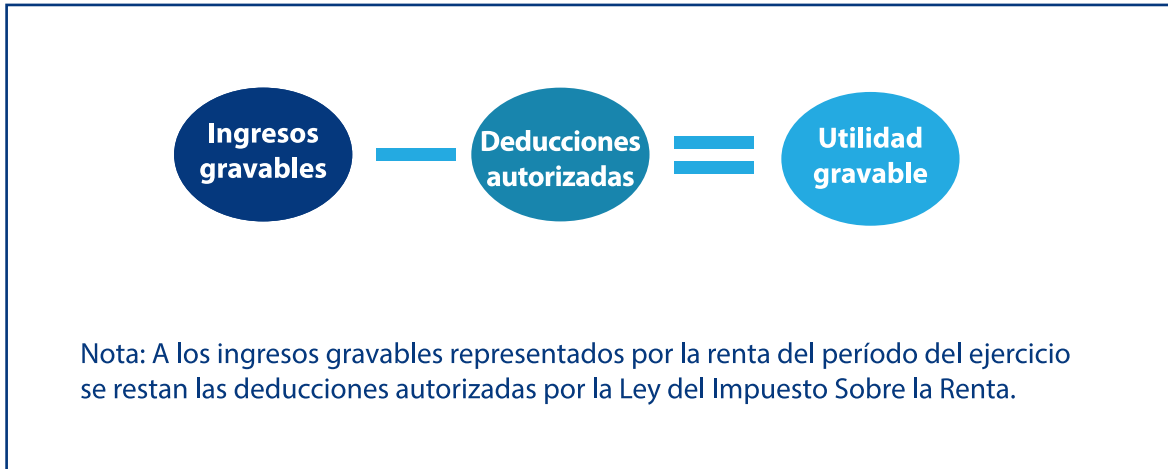 Ingresos
gravables
Deducciones
autorizadas
Utilidad
gravable
Nota: A los ingresos gravables representados por la renta del período del ejercicio
se restan las deducciones autorizadas por la Ley del Impuesto Sobre la Renta.